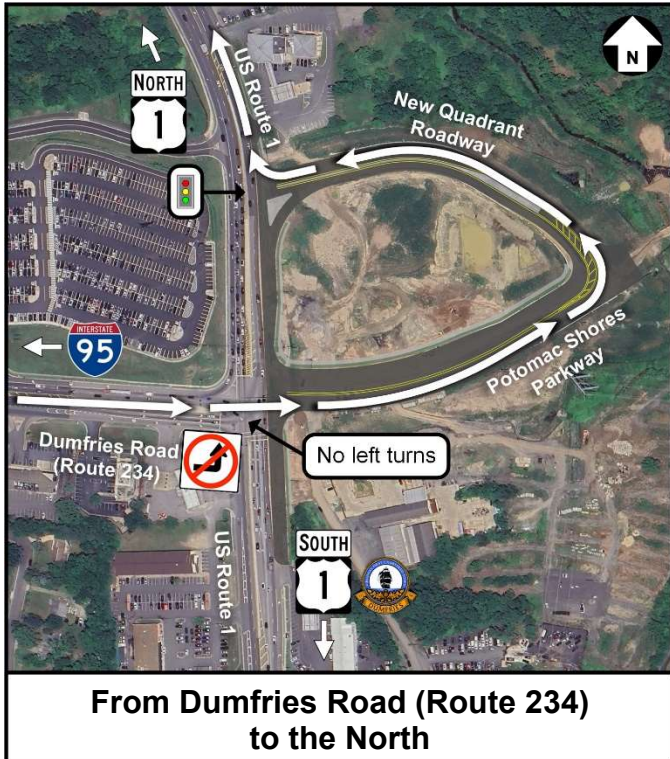 NORTH
1
US Route 1
N
New Quadrant
Roadway
INTERSTATE
95
Potomac Shores
Parkway
Dumfries Road
(Route 234)
No left turns
US Route 1
SOUTH
1
DUMFRIES
From Dumfries Road (Route 234)
to the North